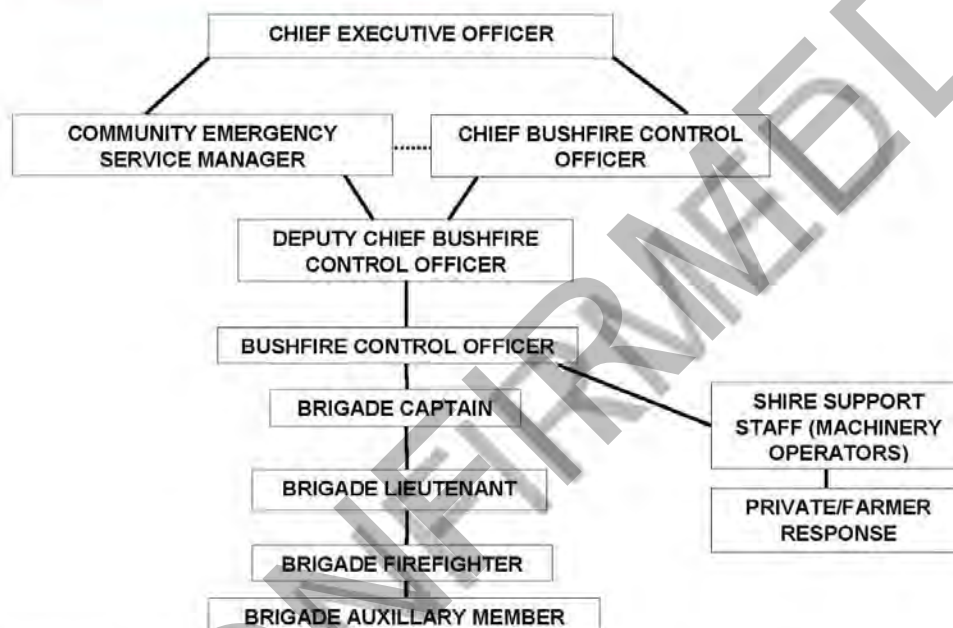 CHIEF EXECUTIVE OFFICER
COMMUNITY EMERGENCY
SERVICE MANAGER
CHIEF BUSHFIRE CONTROL
OFFICER
DEPUTY CHIEF BUSHFIRE
CONTROL OFFICER
BUSHFIRE CONTROL OFFICER
BRIGADE CAPTAIN
SHIRE SUPPORT
STAFF (MACHINERY
OPERATORS)
BRIGADE LIEUTENANT
PRIVATE/FARMER
RESPONSE
BRIGADE FIREFIGHTER
BRIGADE AUXILLARY MEMBER
NFIRMED